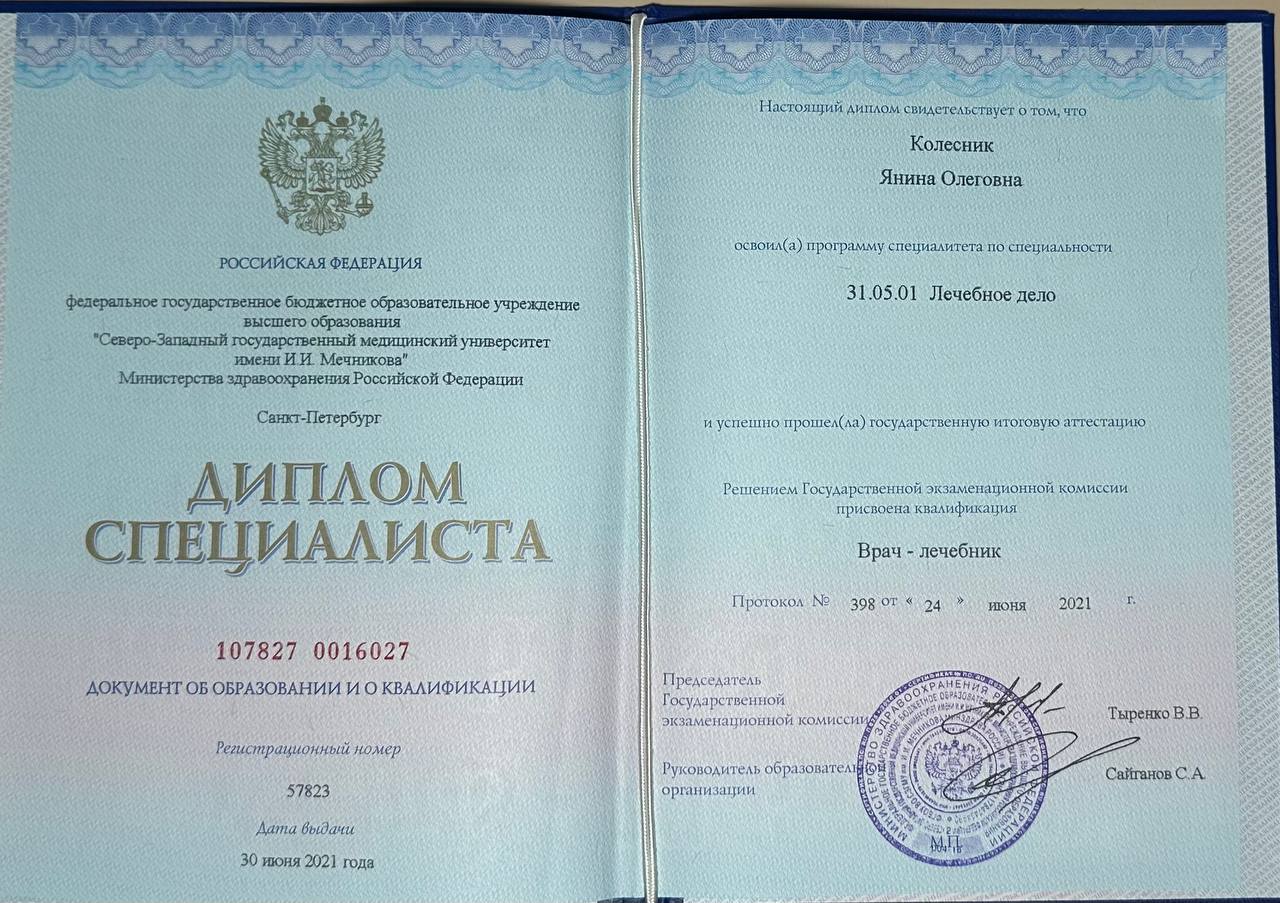 РОССИЙСКАЯ ФЕДЕРАЦИЯ
федеральное государственное бюджетное образовательное учреждение
высшего образования
"Северо-Западный государственный медицинский университет
имени И.И. Мечникова"
Министерства здравоохранения Российской Федерации
Санкт-Петербург
ДИПЛОМ
СПЕЦИАЛИСТА
107827 0016027
ДОКУМЕНТ ОБ ОБРАЗОВАНИИ И О КВАЛИФИКАЦИИ
Регистрационный номер
57823
Дата выдачи
30 июня 2021 года
Настоящий диплом свидетельствует о том, что
Колесник
Янина Олеговна
освоил(а) программу специалитета по специальности
31.05.01 Лечебное дело
и успешно прошел(ла) государственную итоговую аттестацию
Решением Государственной экзаменационной комиссии
присвоена квалификация
Врач - лечебник
Протокол № 398 от « 24 » июня 2021 г.
Председатель
Государственной
экзаменационной комиссии
Тыренко В.В.
Руководитель образовательной
организации
Сайганов С.А.
МИНИСТЕРСТВО ЗДРАВООХРАНЕНИЯ РОССИЙСКОЙ ФЕДЕРАЦИИ
М.П.